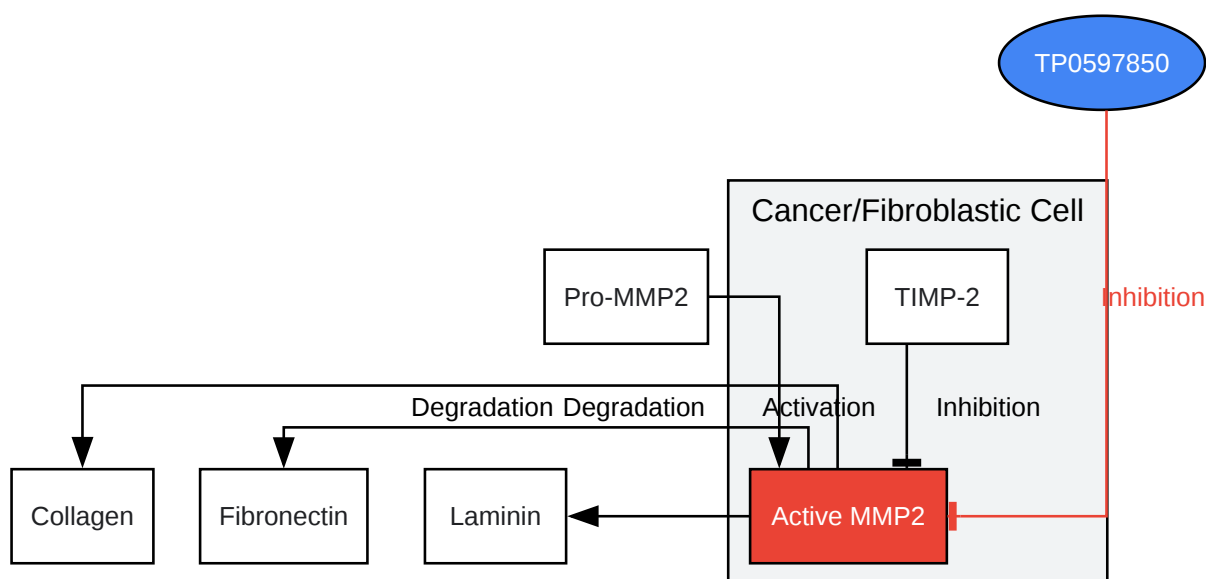 TP0597850
Cancer/Fibroblastic Cell
Pro-MMP2
TIMP-2
Inhibition
Degradation
Degradation
Activation
Inhibition
Collagen
Fibronectin
Laminin
Active MMP2